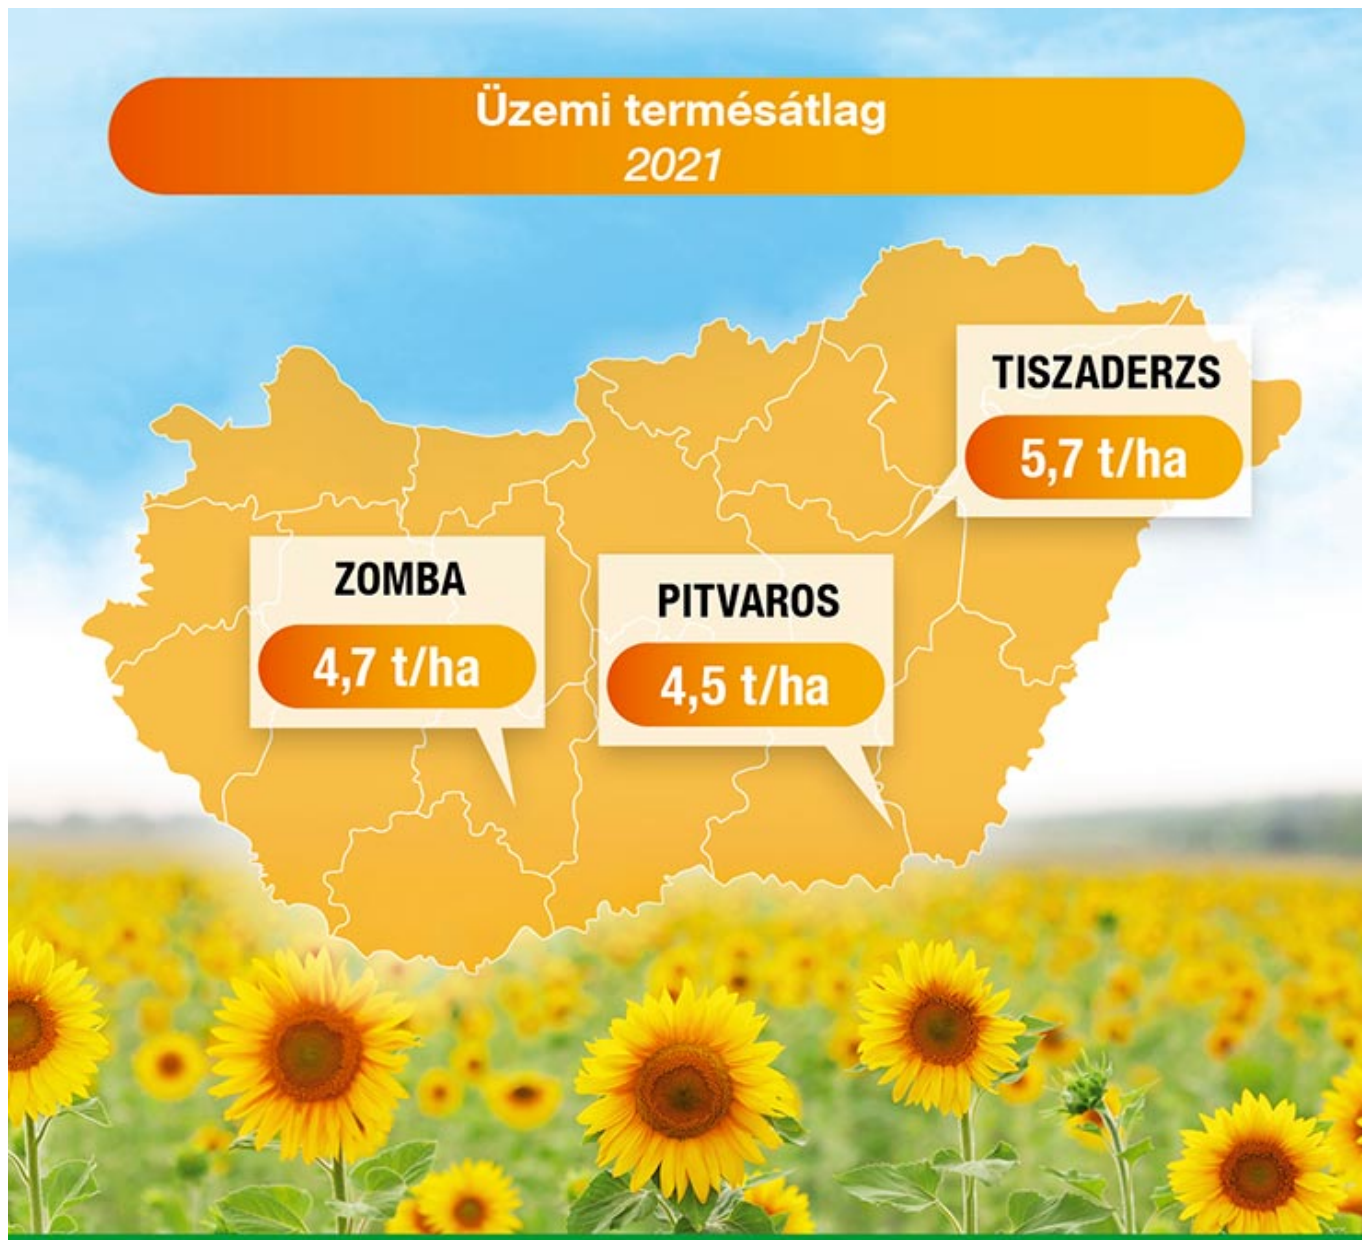 Üzemi termésátlag
2021
TISZADERZS
5,7 t/ha
ZOMBA
4,7 t/ha
PITVAROS
4,5 t/ha